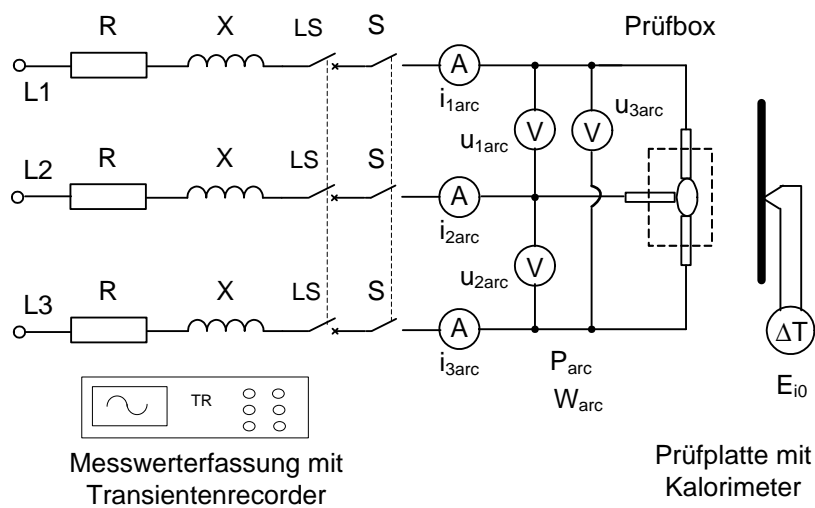 R X LS S Prüfbox
L1 A
i1arc
u1arc V V u3arc
R X LS S
L2 A
i2arc
u2arc V
R X LS S
L3 A
i3arc
ΔT
Parc
Warc
Ei0
TR
Messwerterfassung mit
Transientenrecorder
Prüfplatte mit
Kalorimeter